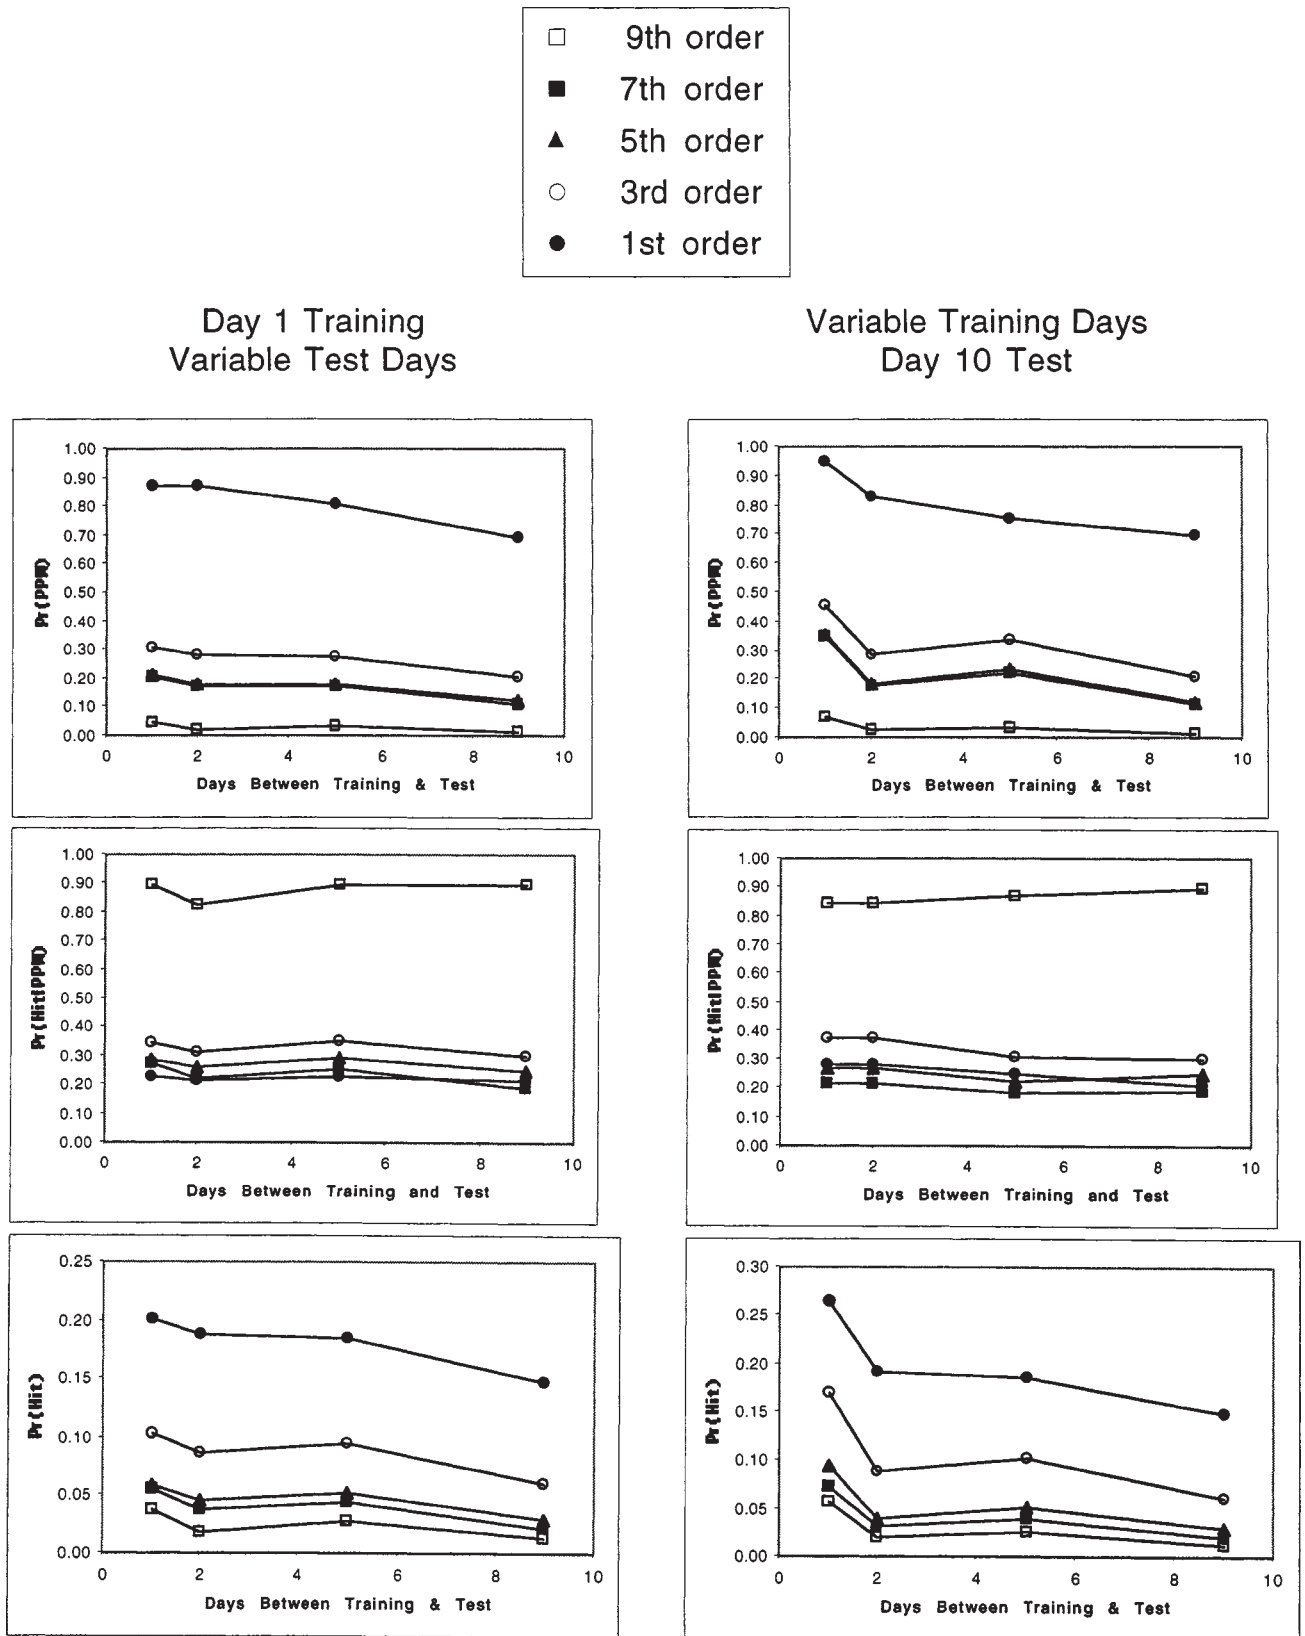 9th order
7th order
5th order
3rd order
1st order
Day 1 Training
Variable Test Days
Variable Training Days
Day 10 Test
1.00
0.90
0.80
0.70
0.60
0.50
0.40
0.30
0.20
0.10
0.00
Pr(PPM)
0 2 4 6 8 10
Days Between Training & Test
1.00
0.90
0.80
0.70
0.60
0.50
0.40
0.30
0.20
0.10
0.00
Pr(PPM)
0 2 4 6 8 10
Days Between Training & Test
1.00
0.90
0.80
0.70
0.60
0.50
0.40
0.30
0.20
0.10
0.00
Pr(Hit|PPM)
0 2 4 6 8 10
Days Between Training and Test
1.00
0.90
0.80
0.70
0.60
0.50
0.40
0.30
0.20
0.10
0.00
Pr(Hit|PPM)
0 2 4 6 8 10
Days Between Training and Test
0.25
0.20
0.15
0.10
0.05
0.00
Pr(Hit)
0 2 4 6 8 10
Days Between Training & Test
0.30
0.25
0.20
0.15
0.10
0.05
0.00
Pr(Hit)
0 2 4 6 8 10
Days Between Training & Test